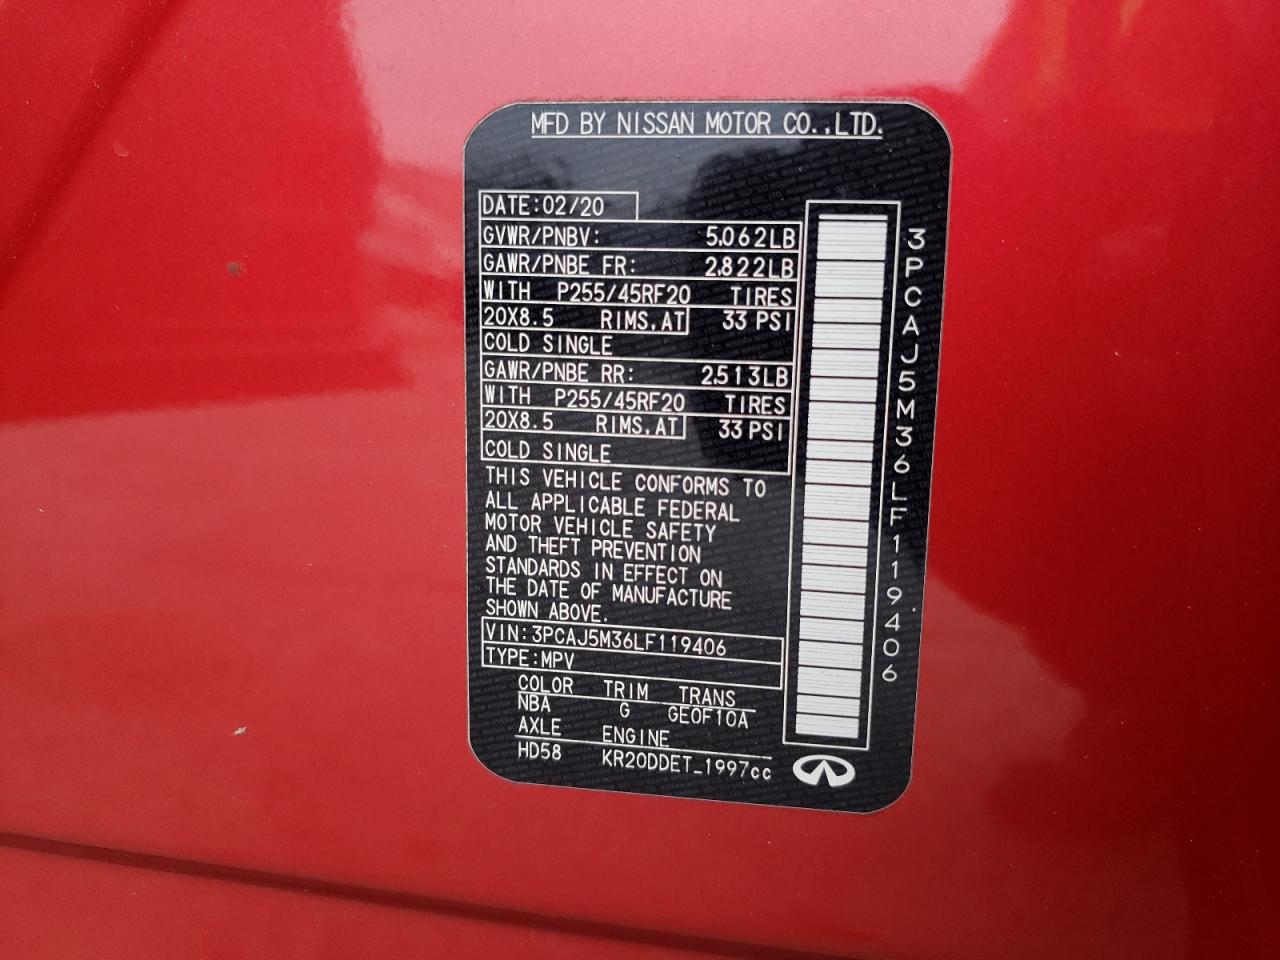 MFD BY NISSAN MOTOR CO.,LTD.
DATE:02/20
GVWR/PNBV: 5,062LB
GAWR/PNBE FR: 2,822LB
WITH P255/45RF20 TIRES
20X8.5 RIMS,AT 33 PSI
COLD SINGLE
GAWR/PNBE RR: 2,513LB
WITH P255/45RF20 TIRES
20X8.5 RIMS,AT 33 PSI
COLD SINGLE
THIS VEHICLE CONFORMS TO
ALL APPLICABLE FEDERAL
MOTOR VEHICLE SAFETY
AND THEFT PREVENTION
STANDARDS IN EFFECT ON
THE DATE OF MANUFACTURE
SHOWN ABOVE.
VIN:3PCAJ5M36LF119406
TYPE:MPV
COLOR TRIM TRANS
NBA G GE0F10A
AXLE ENGINE
HD58 KR20DDET_1997cc
3PCAJ5M36LF119406